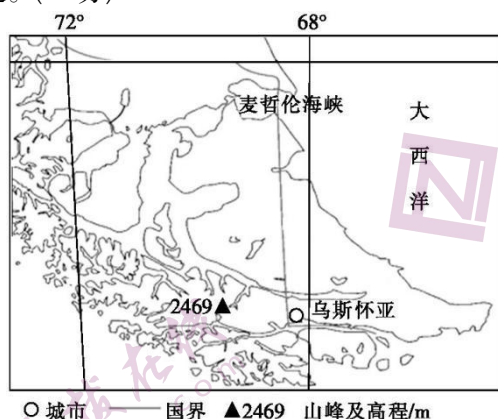 72° 68°
麦哲伦海峡
大
西
洋
2469▲
乌斯怀亚
○城市 ——国界 ▲2469 山峰及高程/m